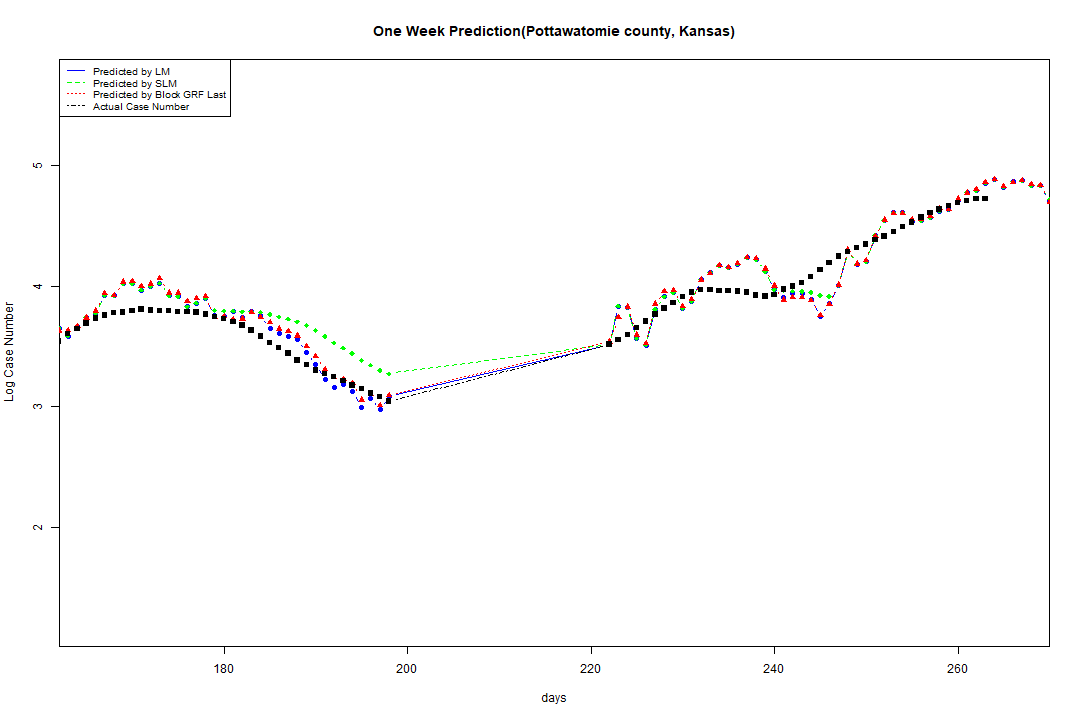 One Week Prediction(Pottawatomie county, Kansas)
Predicted by LM
Predicted by SLM
Predicted by Block GRF Last
Actual Case Number
5
4
3
2
Log Case Number
180
200
220
240
260
days